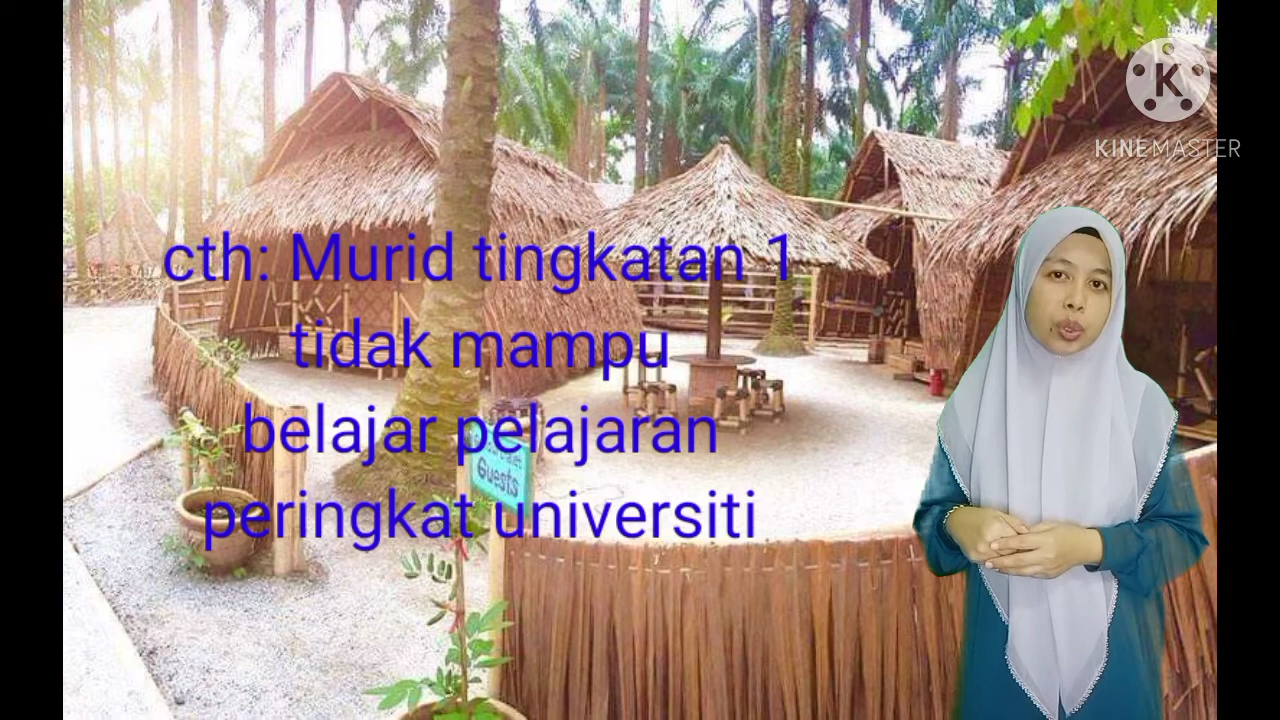 KINEMASTER
cth: Murid tingkatan 1
tidak mampu
belajar pelajaran
peringkat universiti
Guests